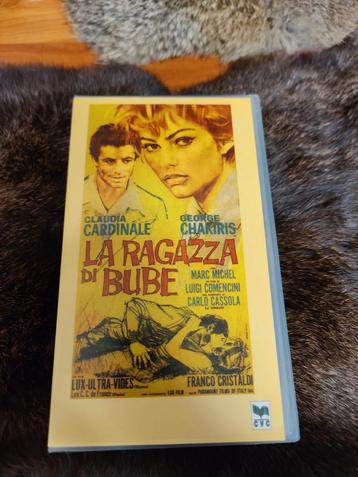 CLAUDIA
CARDINALE
GEORGE
CHAKIRIS
LA RAGAZZA
DI BUBE
MARC MICHEL
LUIGI COMENCINI
CARLO CASSOLA
LUX-ULTRA-VIDES
FRANCO CRISTALDI
CVC